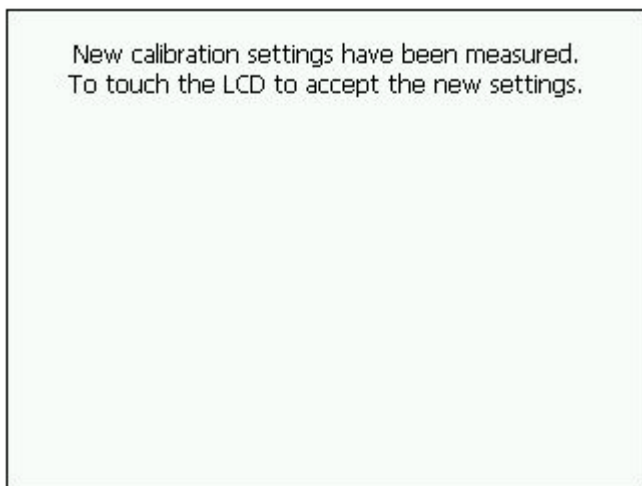 New calibration settings have been measured.
To touch the LCD to accept the new settings.